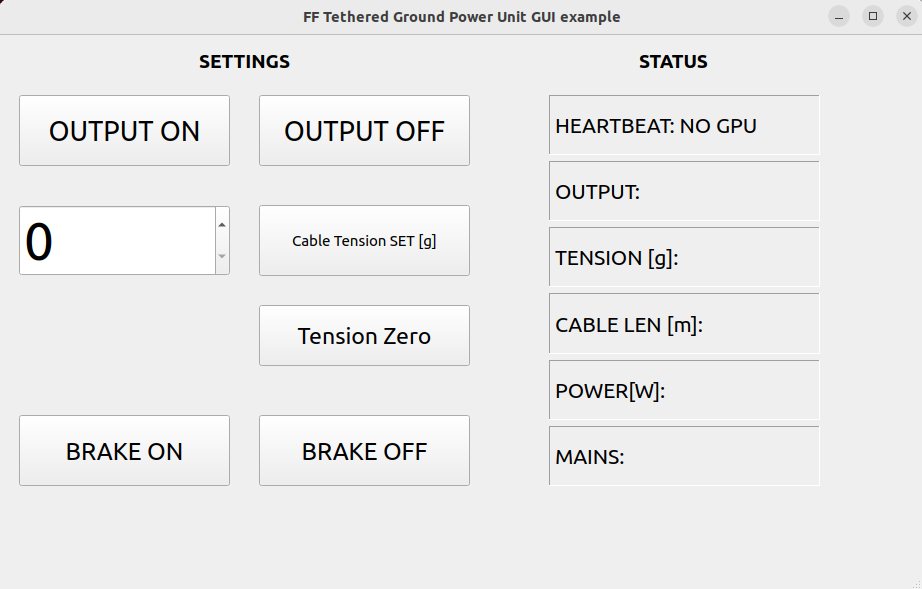 FF Tethered Ground Power Unit GUI example
SETTINGS
STATUS
OUTPUT ON
OUTPUT OFF
HEARTBEAT: NO GPU
OUTPUT:
0
Cable Tension SET [g]
TENSION [g]:
Tension Zero
CABLE LEN [m]:
POWER[W]:
BRAKE ON
BRAKE OFF
MAINS: